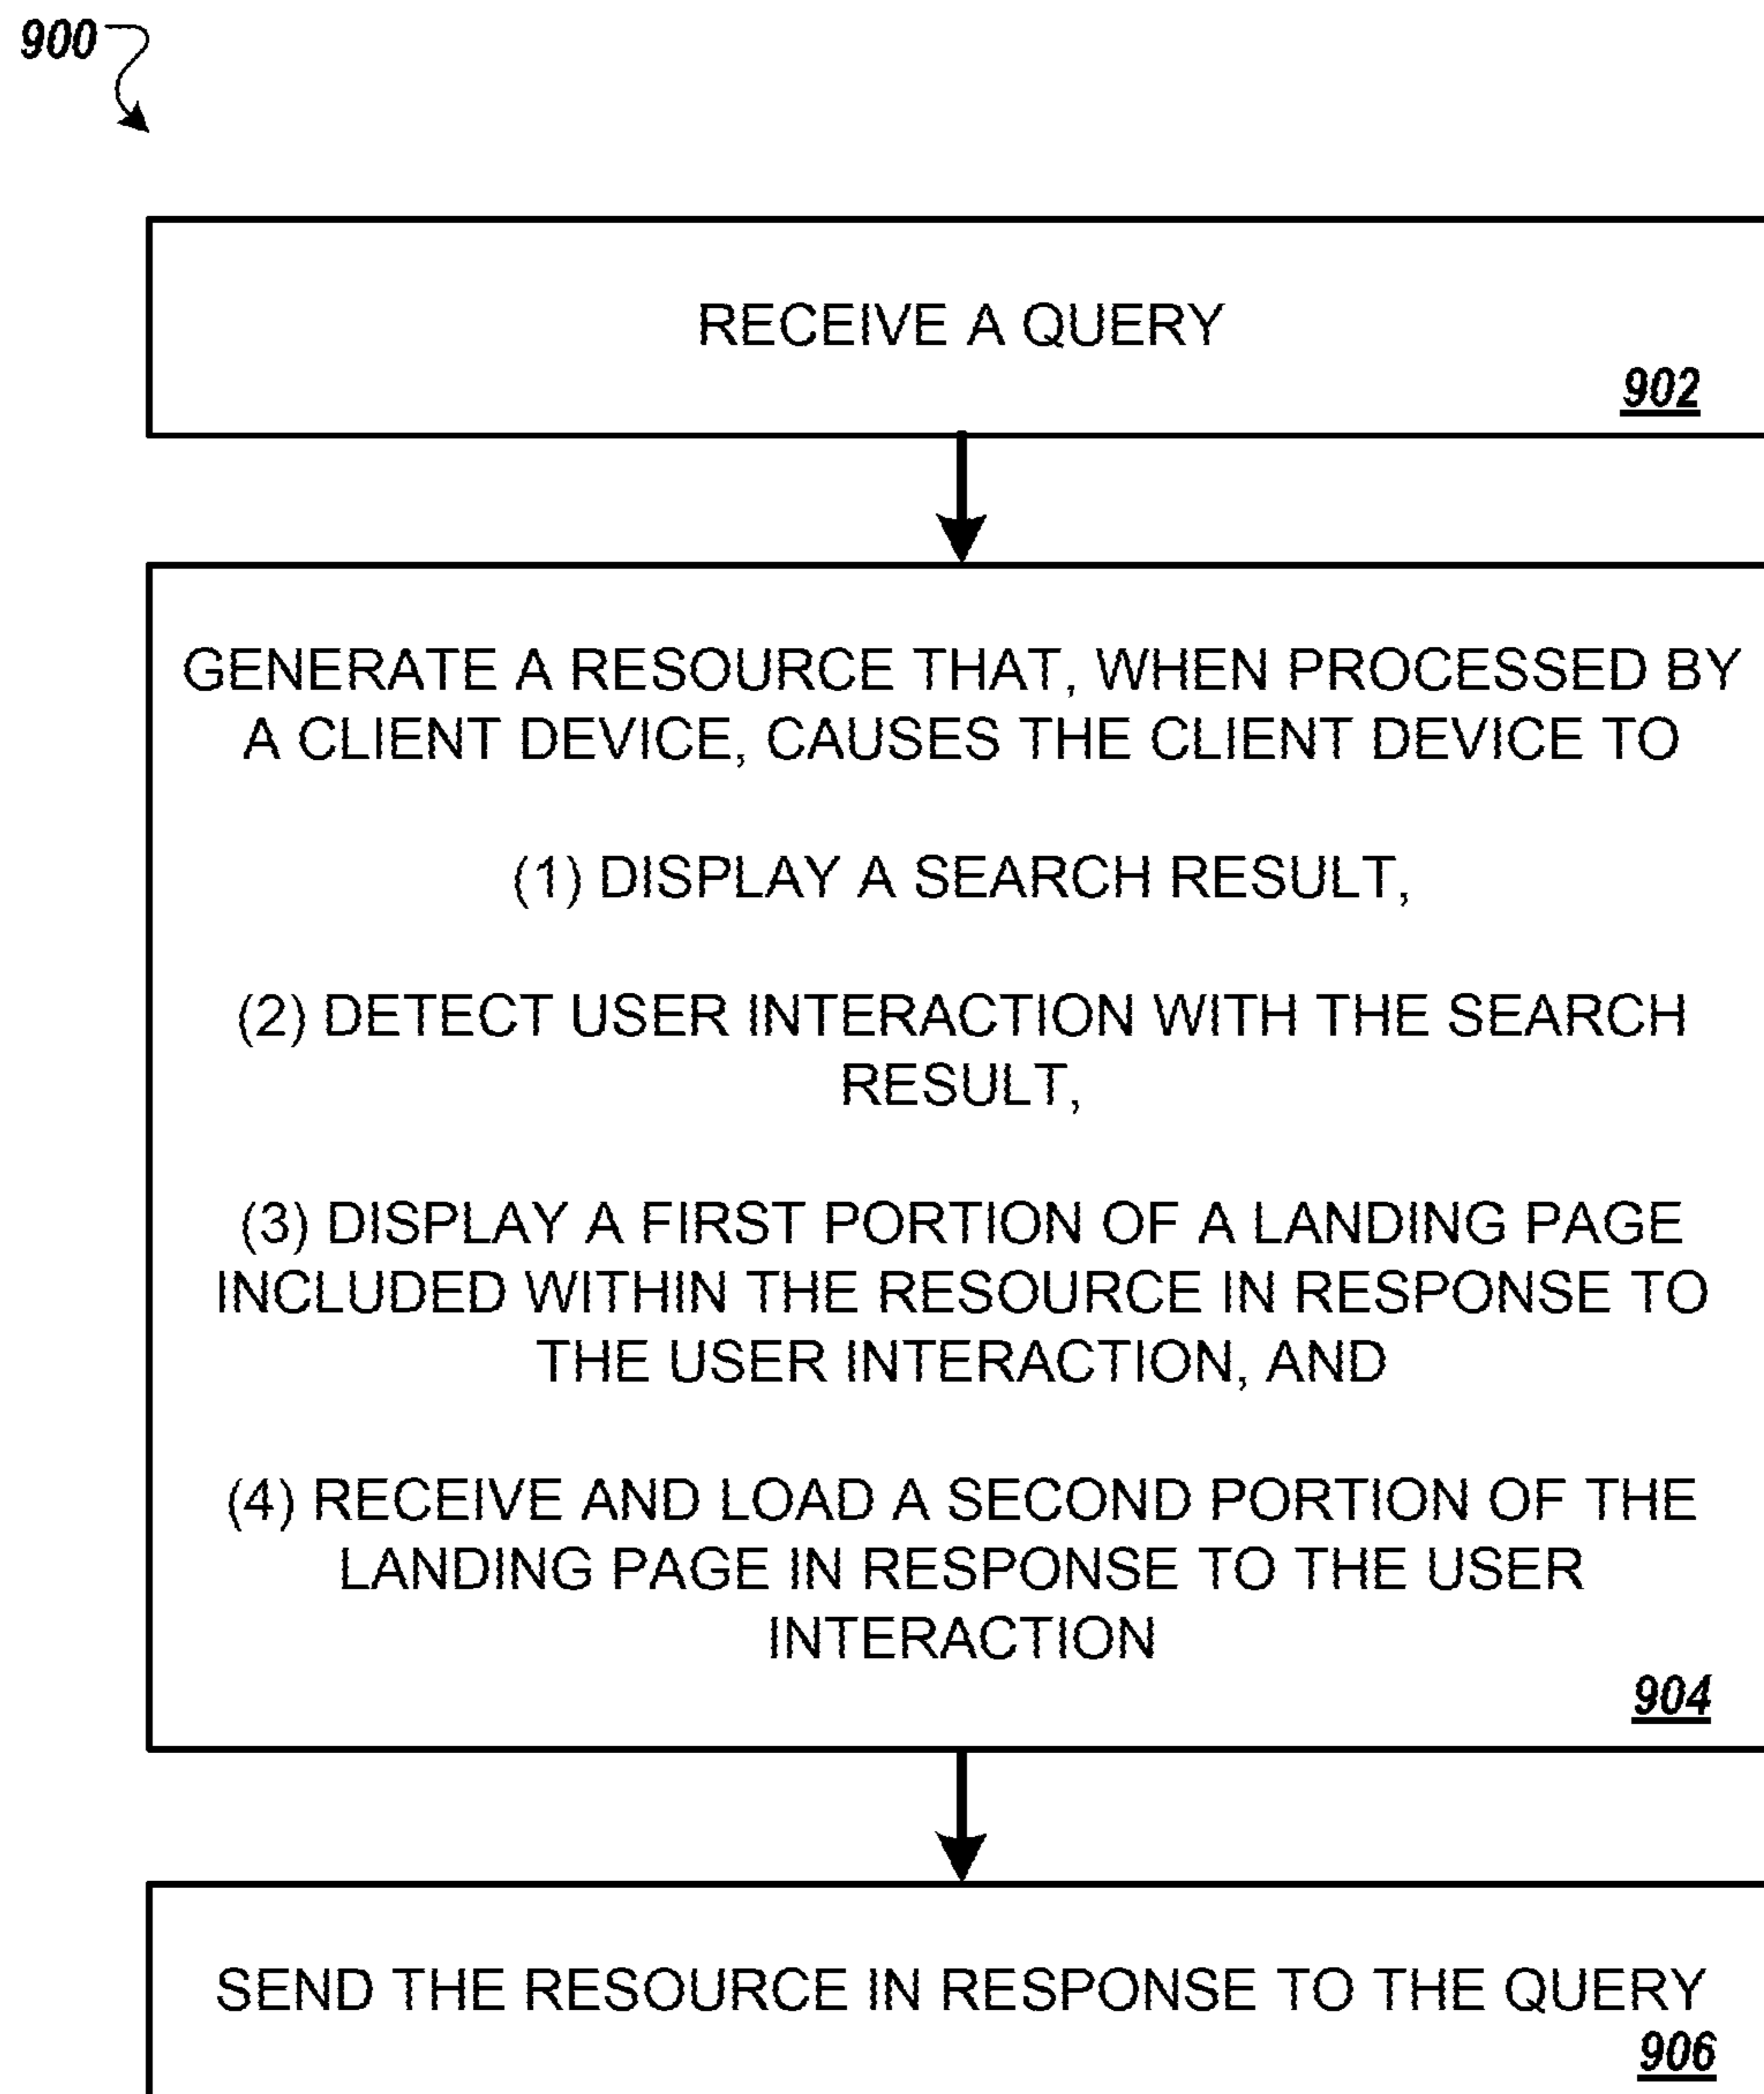 900
RECEIVE A QUERY
902
GENERATE A RESOURCE THAT, WHEN PROCESSED BY
A CLIENT DEVICE, CAUSES THE CLIENT DEVICE TO
(1) DISPLAY A SEARCH RESULT,
(2) DETECT USER INTERACTION WITH THE SEARCH
RESULT,
(3) DISPLAY A FIRST PORTION OF A LANDING PAGE
INCLUDED WITHIN THE RESOURCE IN RESPONSE TO
THE USER INTERACTION, AND
(4) RECEIVE AND LOAD A SECOND PORTION OF THE
LANDING PAGE IN RESPONSE TO THE USER
INTERACTION
904
SEND THE RESOURCE IN RESPONSE TO THE QUERY
906